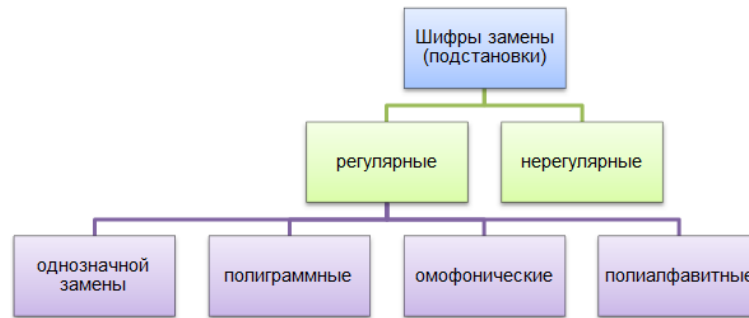 Шифры замены
(подстановки)
регулярные
нерегулярные
однозначной
замены
полиграммные
омофонические
полиалфавитные